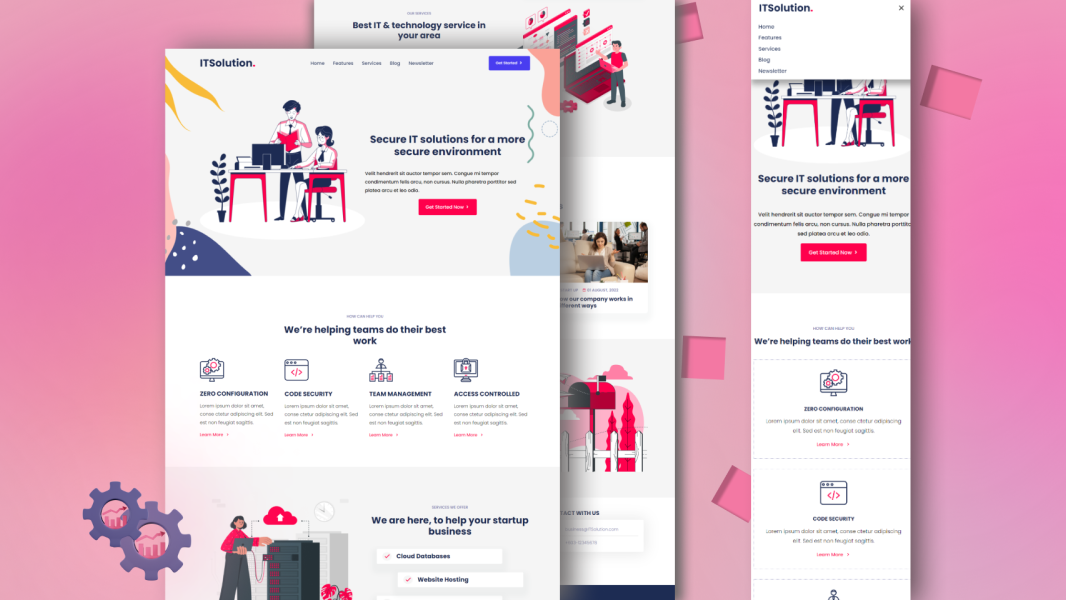 OUR SERVICES
Best IT & technology service in
your area
ITSolution.
Home
Features
Services
Blog
Newsletter
Get Started
Secure IT solutions for a more
secure environment
Velit hendrerit sit auctor tempor sem. Congue mi tempor
condimentum felis arcu, non cursus. Nulla pharetra porttitor sed
platea arcu et leo odio.
Get Started Now
HOW CAN HELP YOU
We're helping teams do their best
work
ZERO CONFIGURATION
Lorem ipsum dolor sit amet,
conse ctetur adipiscing elit. Sed
est non feugiat sagittis.
Learn More
CODE SECURITY
Lorem ipsum dolor sit amet,
conse ctetur adipiscing elit. Sed
est non feugiat sagittis.
Learn More
TEAM MANAGEMENT
Lorem ipsum dolor sit amet,
conse ctetur adipiscing elit. Sed
est non feugiat sagittis.
Learn More
ACCESS CONTROLLED
Lorem ipsum dolor sit amet,
conse ctetur adipiscing elit. Sed
est non feugiat sagittis.
Learn More
SERVICES WE OFFER
We are here, to help your startup
business
Cloud Databases
Website Hosting
our company works in
ways
TACT WITH US
ITSolution.
Home
Features
Services
Blog
Newsletter
Secure IT solutions for a more
secure environment
Velit hendrerit sit auctor tempor sem. Congue mi tempor
condimentum felis arcu, non cursus. Nulla pharetra porttitor
sed platea arcu et leo odio.
Get Started Now
HOW CAN HELP YOU
We're helping teams do their best work
ZERO CONFIGURATION
Lorem ipsum dolor sit amet, conse ctetur adipiscing
elit. Sed est non feugiat sagittis.
Learn More
CODE SECURITY
Lorem ipsum dolor sit amet, conse ctetur adipiscing
elit. Sed est non feugiat sagittis.
Learn More